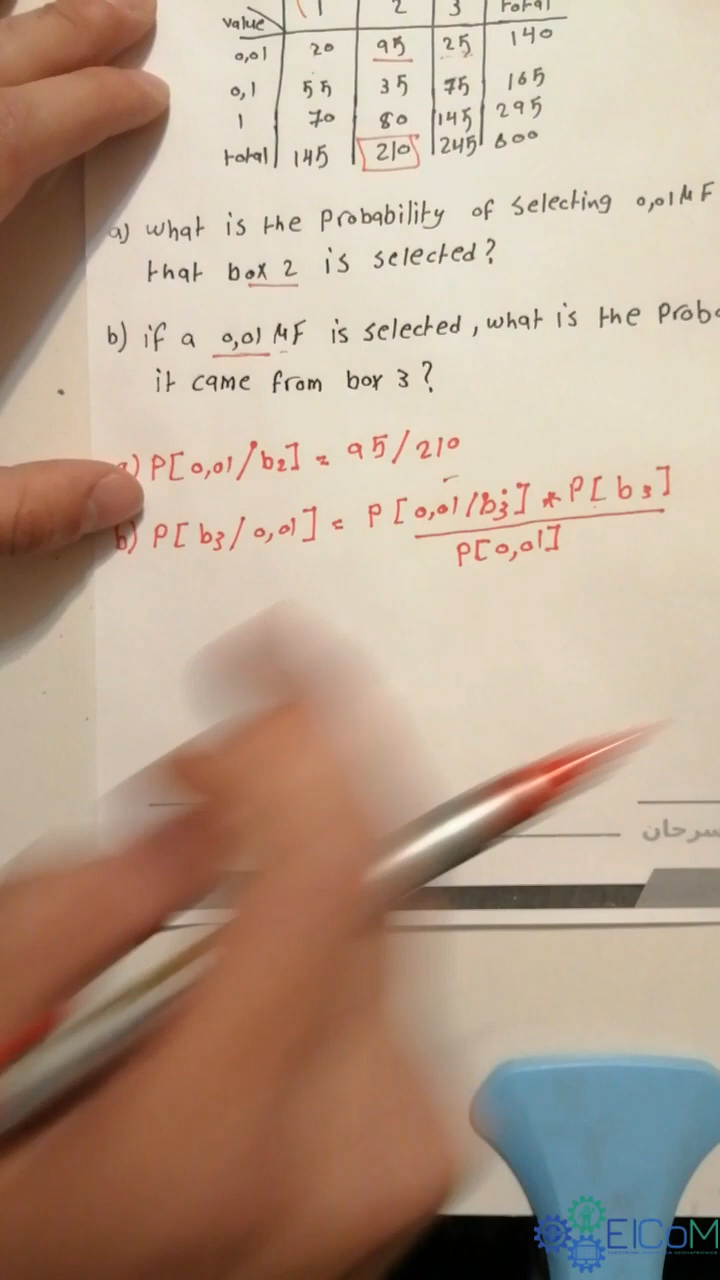 value 1 2 3 Total
0,01 20 95 25 140
0,1 55 35 75 165
1 70 80 145 295
total 145 210 245 600
a) what is the probability of selecting 0,01 MF
that box 2 is selected?
b) if a 0,01 MF is selected, what is the Proba
it came from box 3?
a) P[0,01/b2] = 95/210
b) P[b3/0,01] = P[0,01/b3] * P[b3]
P[0,01]
سرحان
EICoM